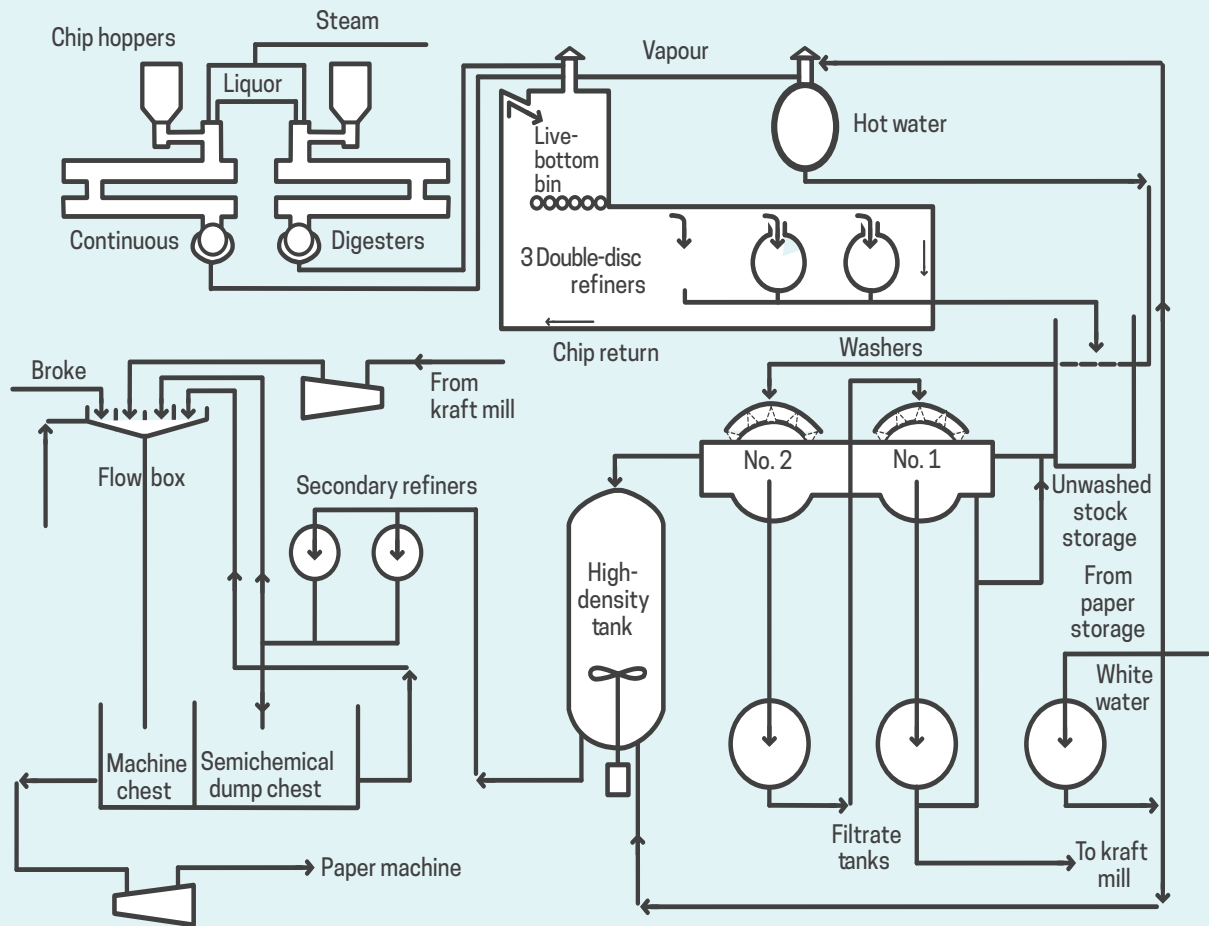 Steam
Chip hoppers
Liquor
Vapour
Hot water
Live-
bottom
bin
Continuous
Digesters
3 Double-disc
refiners
Chip return
Washers
Broke
From
kraft mill
Flow box
No. 2
No. 1
Secondary refiners
Unwashed
stock
storage
High-
density
tank
From
paper
storage
White
water
Machine
chest
Semichemical
dump chest
Filtrate
tanks
Paper machine
To kraft
mill